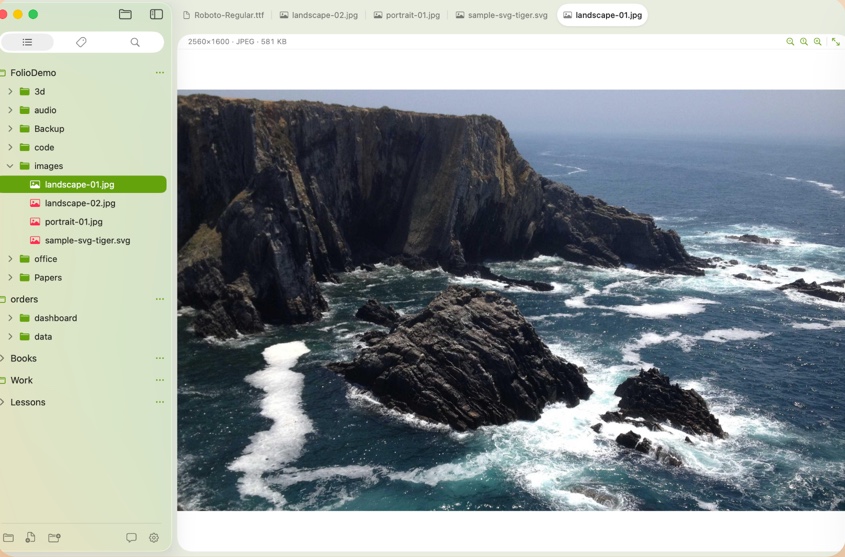 Roboto-Regular.ttf
landscape-02.jpg
portrait-01.jpg
sample-svg-tiger.svg
landscape-01.jpg
2560×1600 · JPEG · 581 KB
FolioDemo
3d
audio
Backup
code
images
landscape-01.jpg
landscape-02.jpg
portrait-01.jpg
sample-svg-tiger.svg
office
Papers
orders
dashboard
data
Books
Work
Lessons